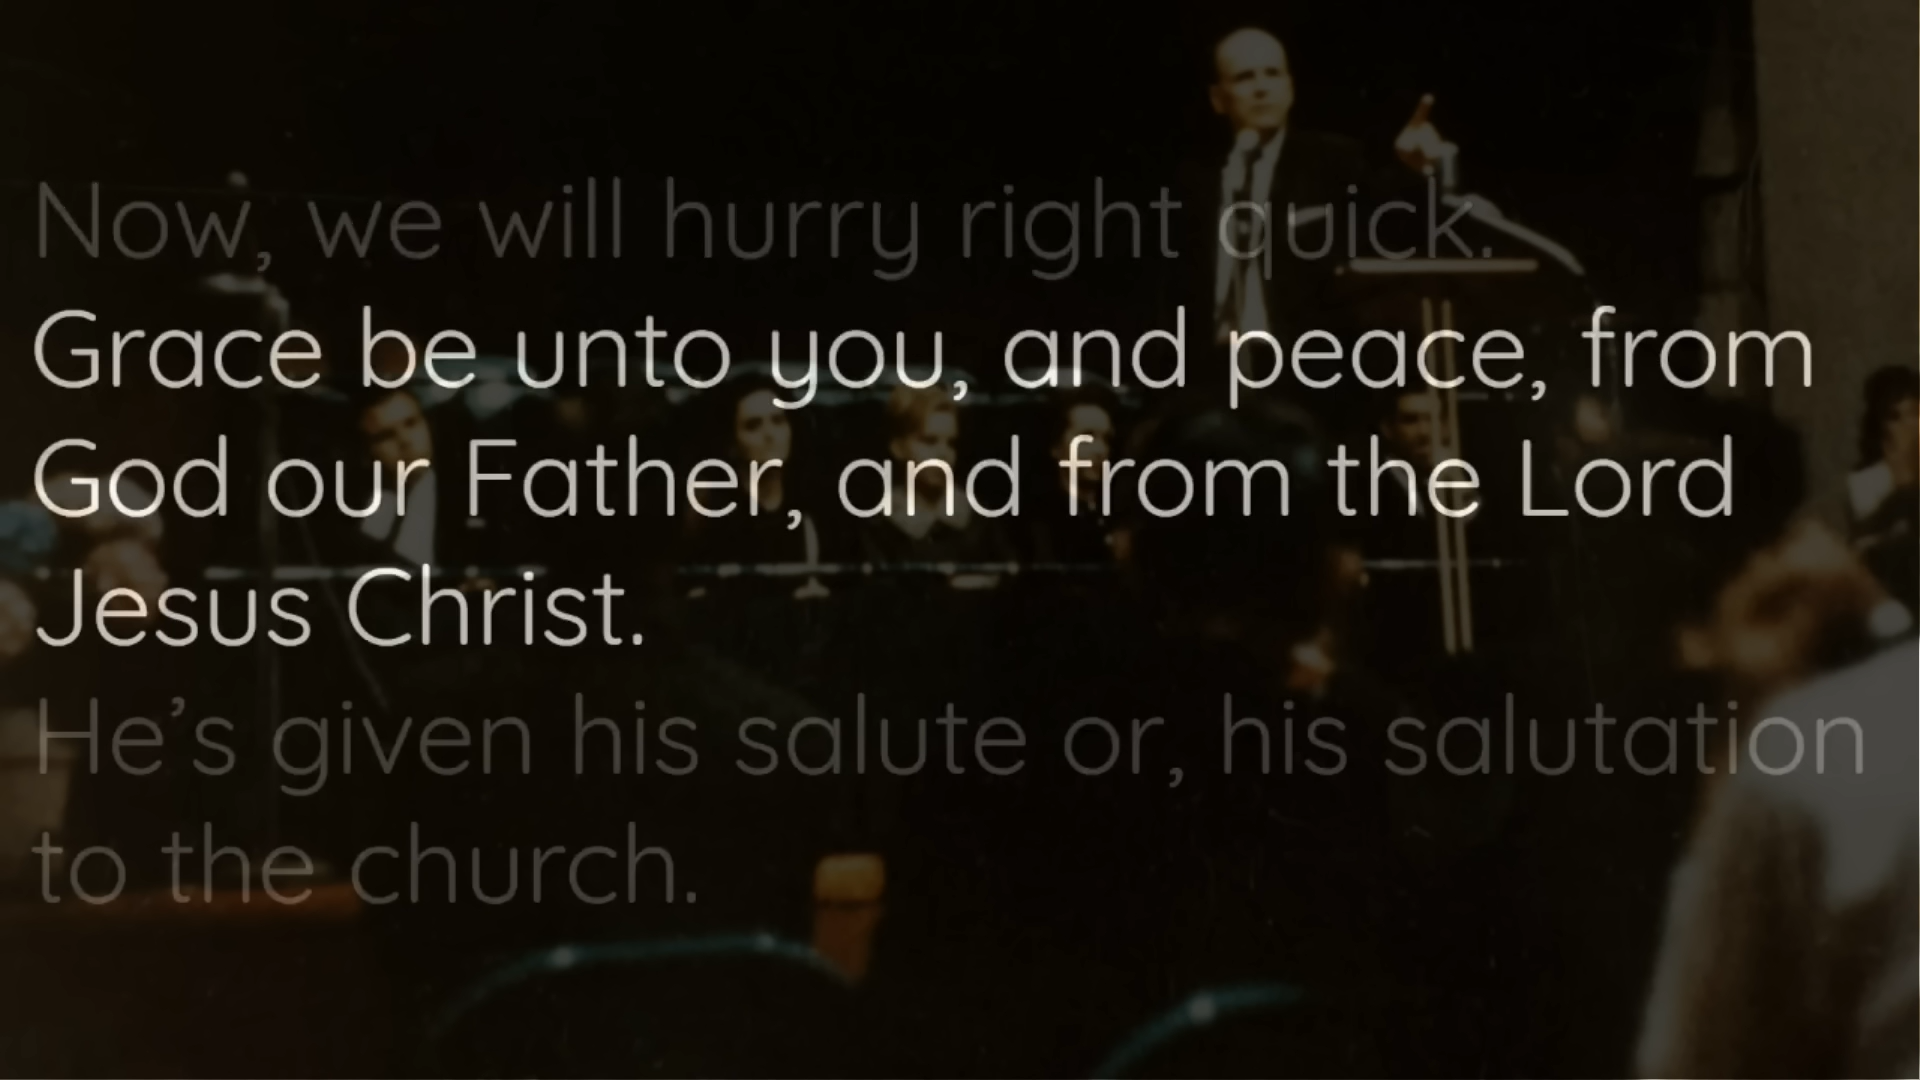 Now, we will hurry right quick.
Grace be unto you, and peace, from
God our Father, and from the Lord
Jesus Christ.
He’s given his salute or, his salutation
to the church.